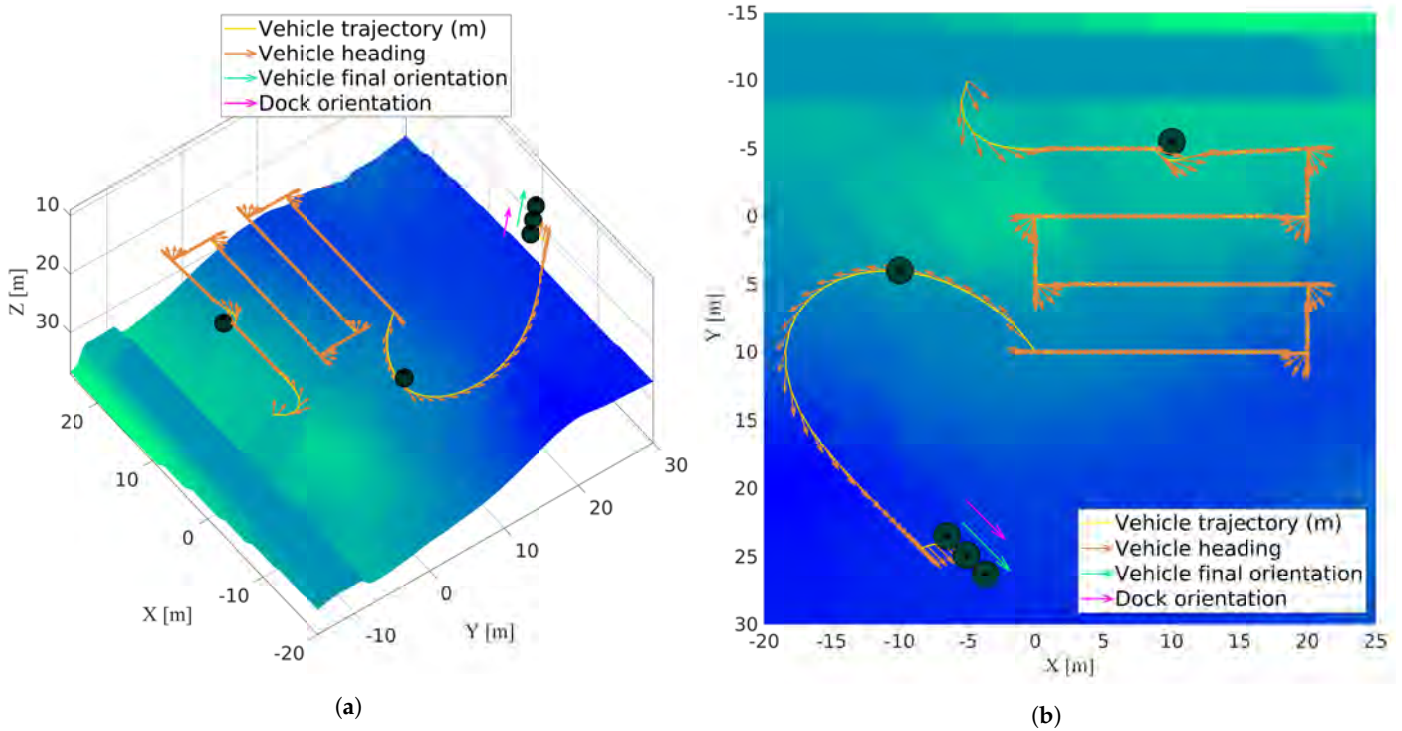 Vehicle trajectory (m)
Vehicle heading
Vehicle final orientation
Dock orientation
10
20
30
Z [m]
20
10
0
-10
-20
X [m]
-10
0
10
20
30
Y [m]
(a)
-15
-10
-5
0
5
10
15
20
25
30
Y [m]
-20
-15
-10
-5
0
5
10
15
20
25
X [m]
Vehicle trajectory (m)
Vehicle heading
Vehicle final orientation
Dock orientation
(b)